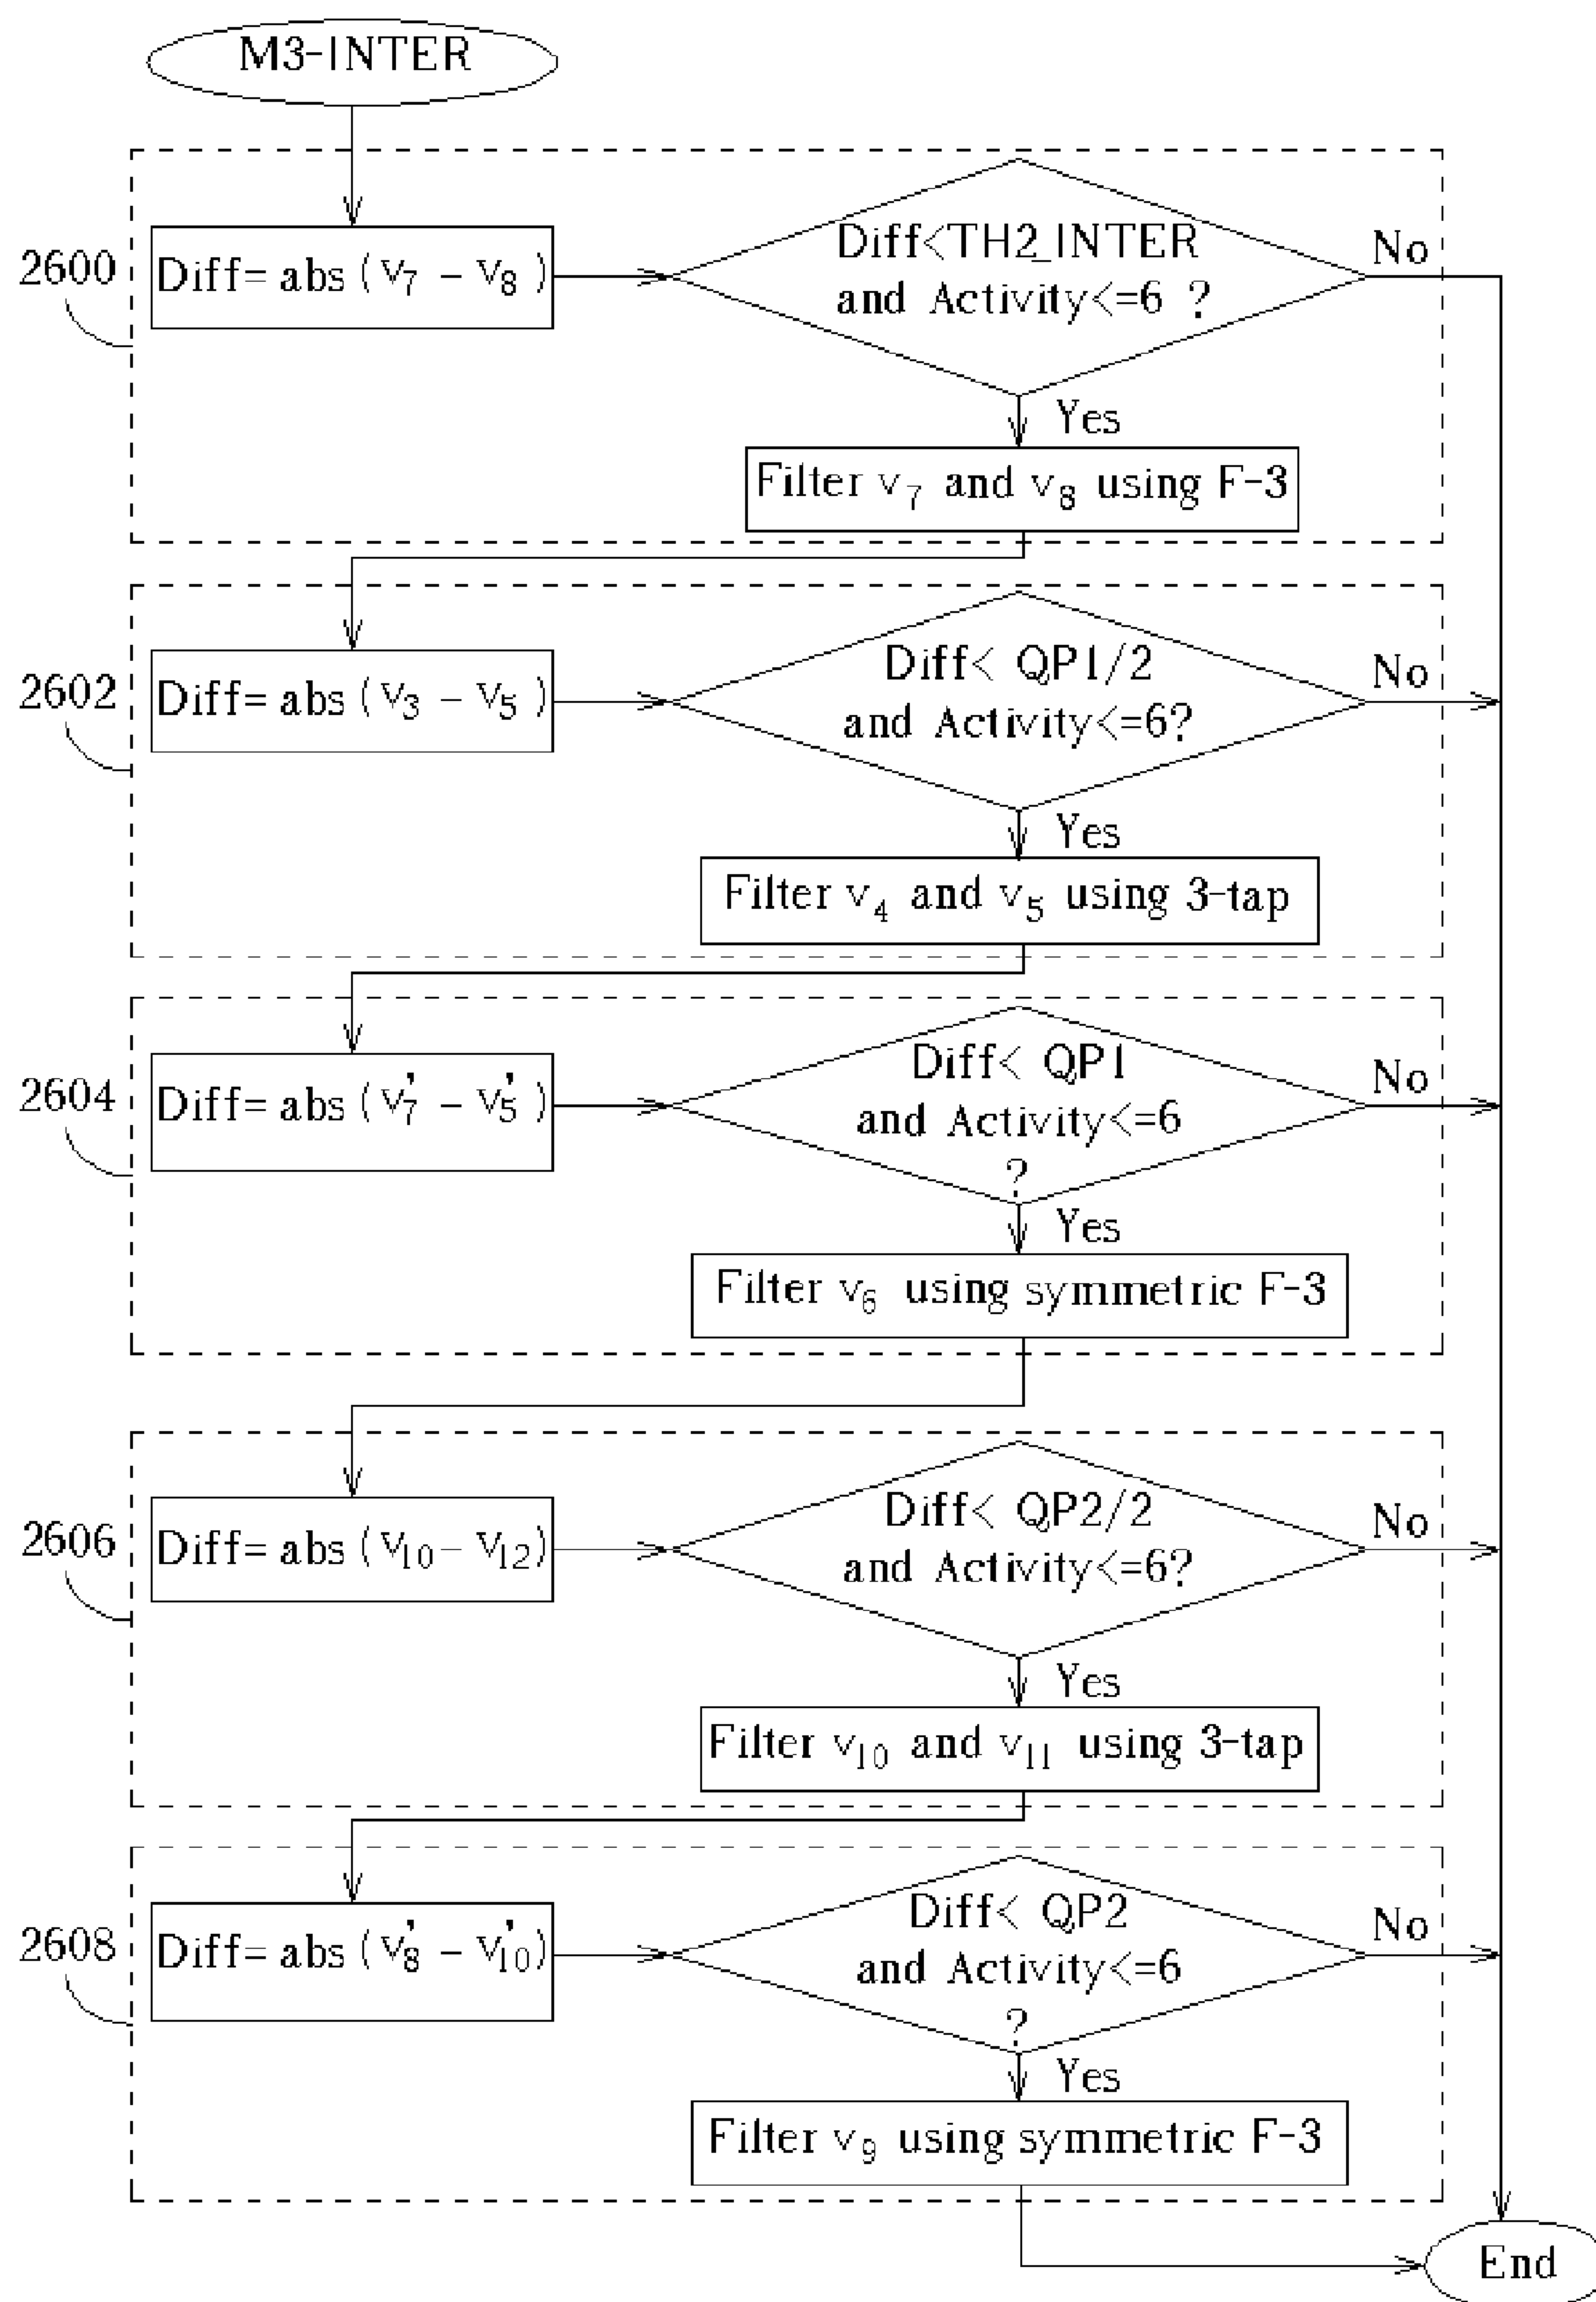 M3-INTER
2600
Diff= abs (v7 - v8)
Diff<TH2_INTER
and Activity<=6 ?
No
Yes
Filter v7 and v8 using F-3
2602
Diff= abs (v3 - v5)
Diff< QP1/2
and Activity<=6?
No
Yes
Filter v4 and v5 using 3-tap
2604
Diff= abs (v'7 - v'5)
Diff< QP1
and Activity<=6
?
No
Yes
Filter v6 using symmetric F-3
2606
Diff= abs (v10 - v12)
Diff< QP2/2
and Activity<=6?
No
Yes
Filter v10 and v11 using 3-tap
2608
Diff= abs (v'8 - v'10)
Diff< QP2
and Activity<=6
?
No
Yes
Filter v9 using symmetric F-3
End